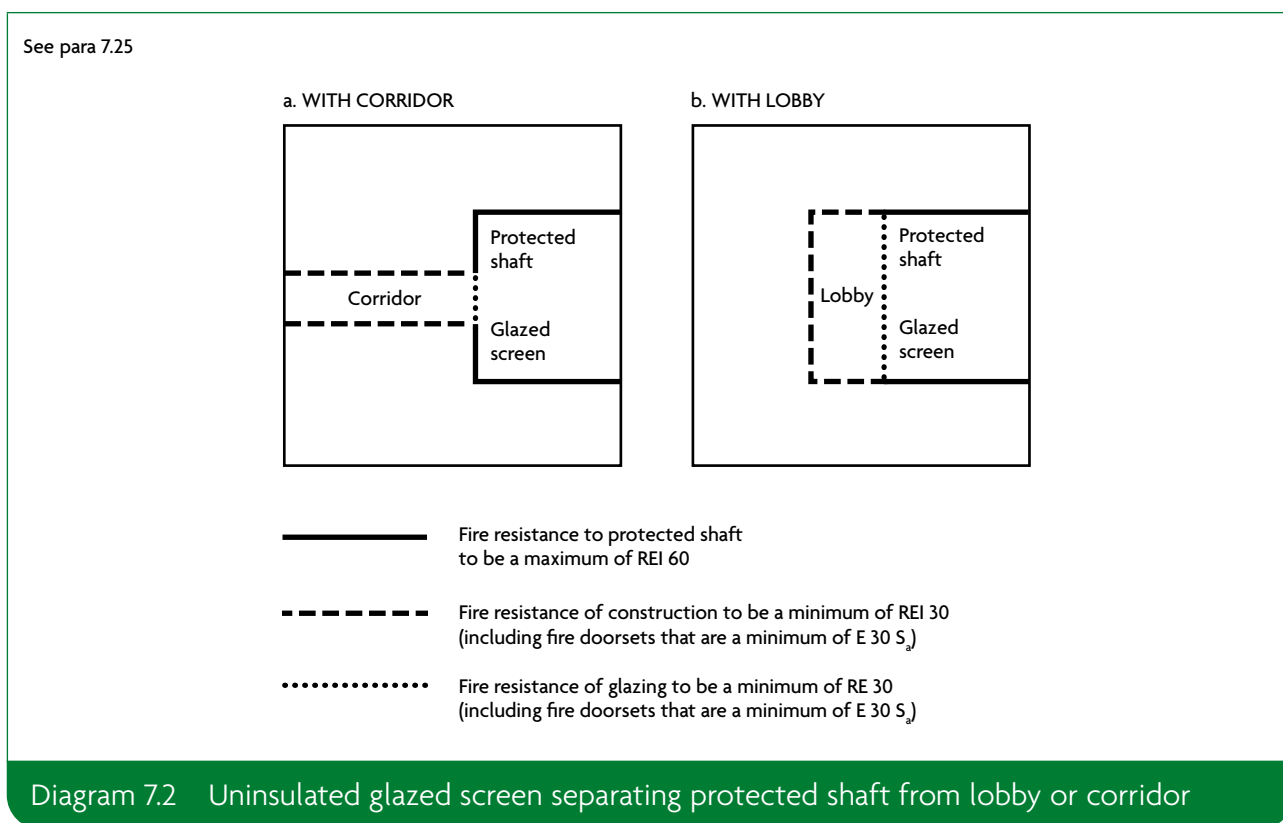 See para 7.25
a. WITH CORRIDOR
b. WITH LOBBY
Protected
shaft
Corridor
Glazed
screen
Protected
shaft
Lobby
Glazed
screen
Fire resistance to protected shaft
to be a maximum of REI 60
Fire resistance of construction to be a minimum of REI 30
(including fire doorsets that are a minimum of E 30 Sa)
Fire resistance of glazing to be a minimum of RE 30
(including fire doorsets that are a minimum of E 30 Sa)
Diagram 7.2 Uninsulated glazed screen separating protected shaft from lobby or corridor